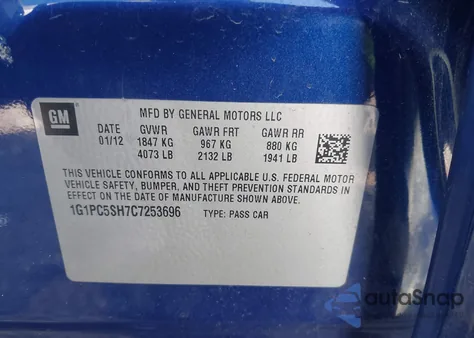 GM
MFD BY GENERAL MOTORS LLC
DATE GVWR GAWR FRT GAWR RR
01/12 1847 KG 967 KG 880 KG
4073 LB 2132 LB 1941 LB
THIS VEHICLE CONFORMS TO ALL APPLICABLE U.S. FEDERAL MOTOR
VEHICLE SAFETY, BUMPER, AND THEFT PREVENTION STANDARDS IN
EFFECT ON THE DATE OF MANUFACTURE SHOWN ABOVE.
1G1PC5SH7C7253696 TYPE: PASS CAR
autoSnap